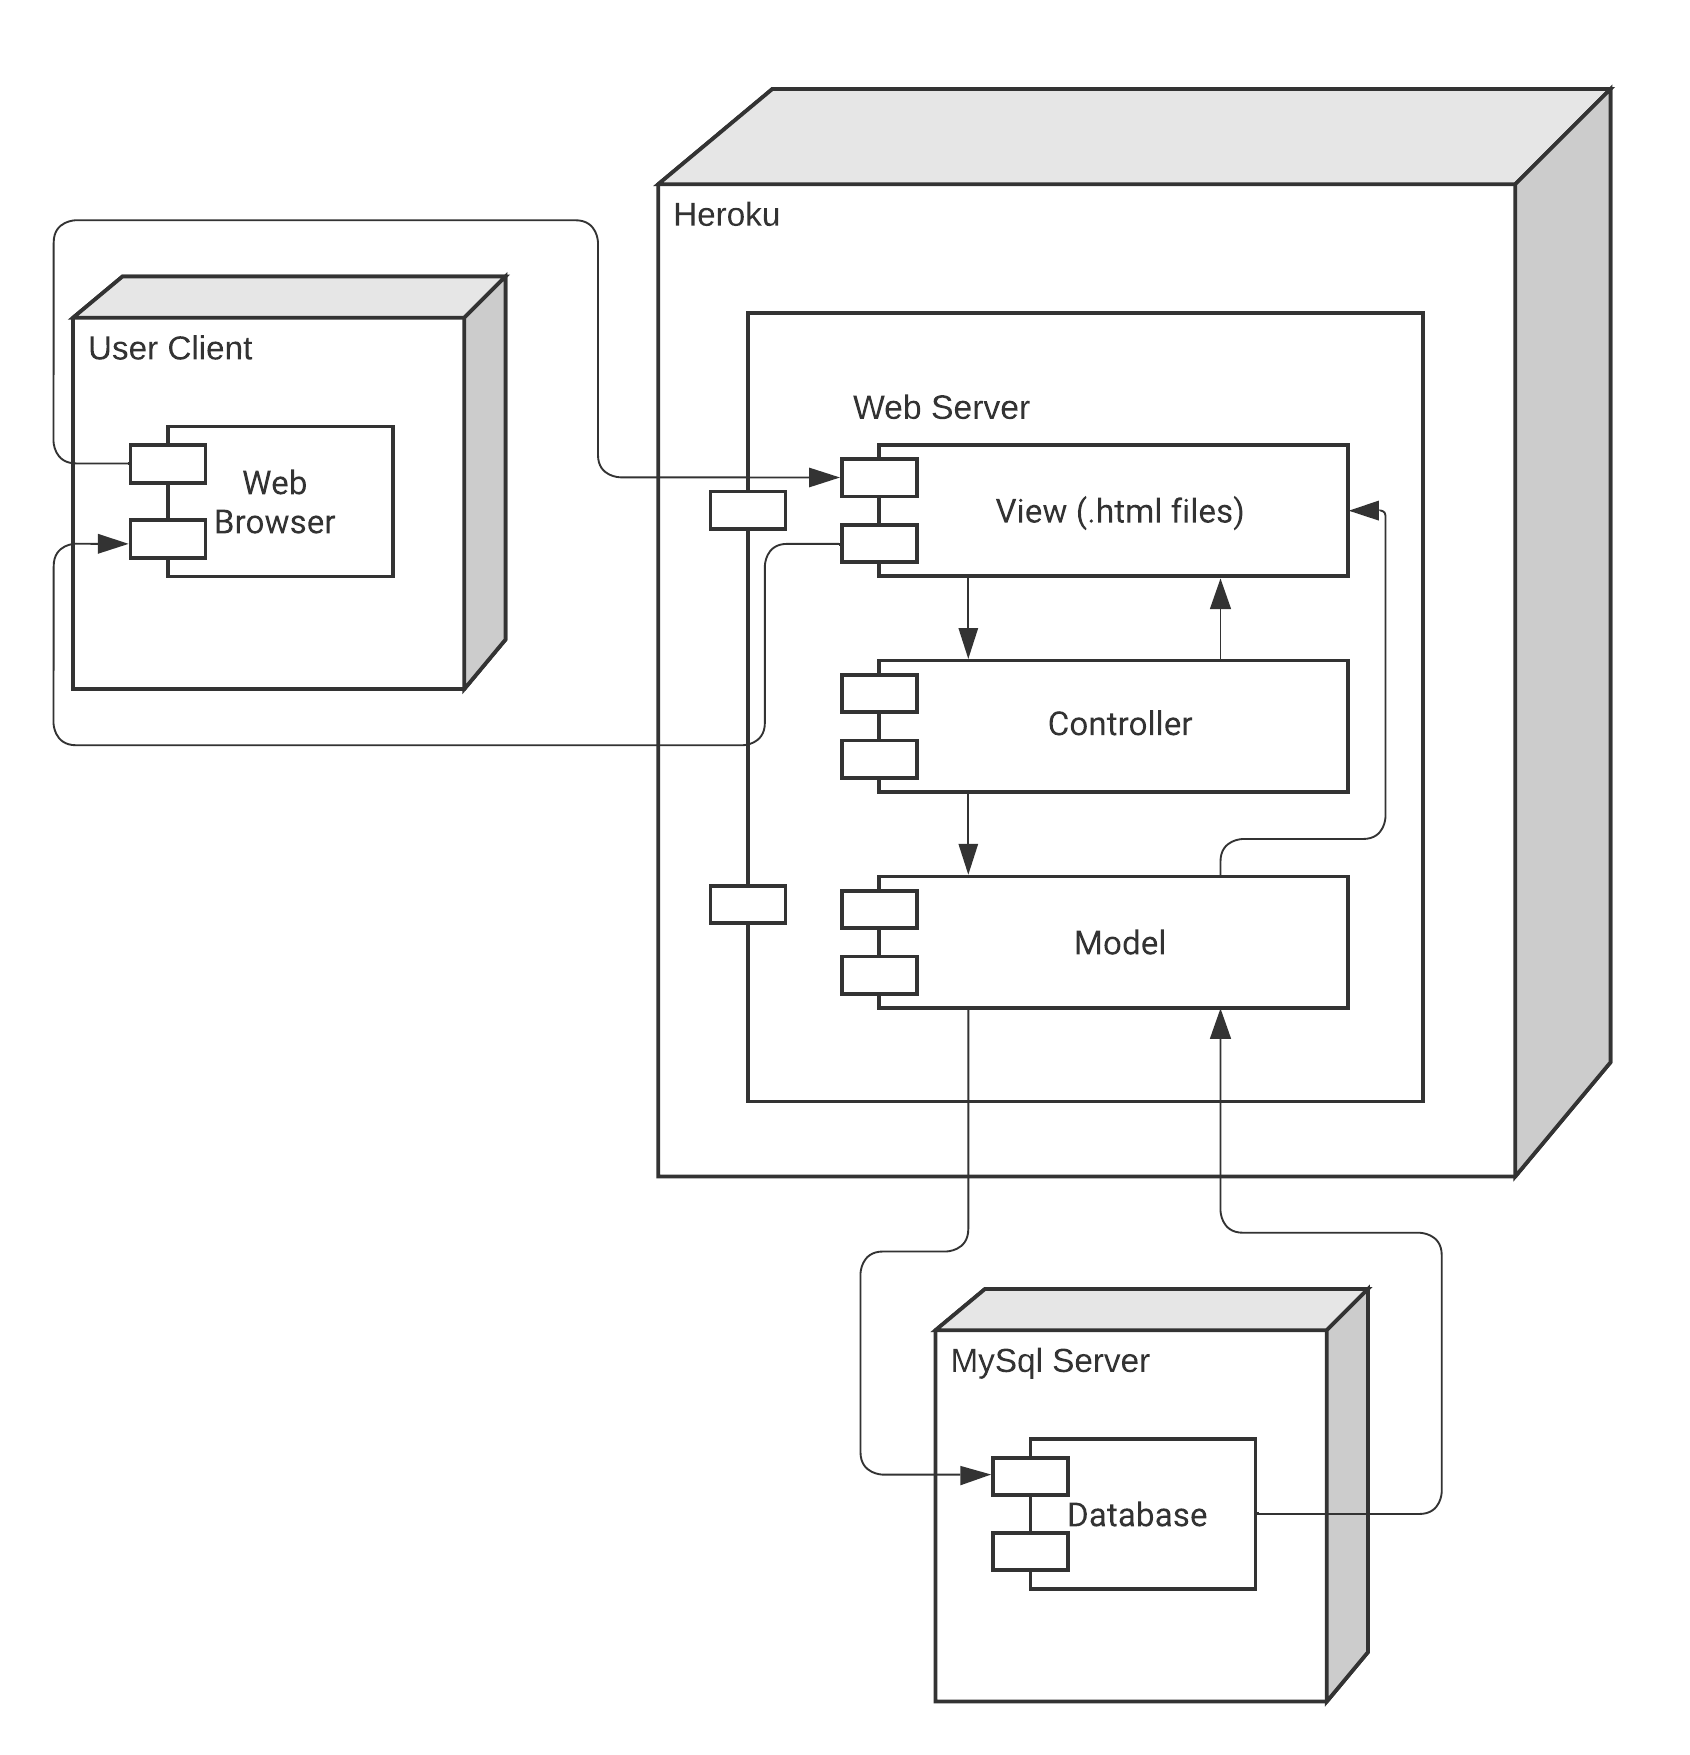 Heroku
User Client
Web Server
Web
Browser
View (.html files)
Controller
Model
MySql Server
Database